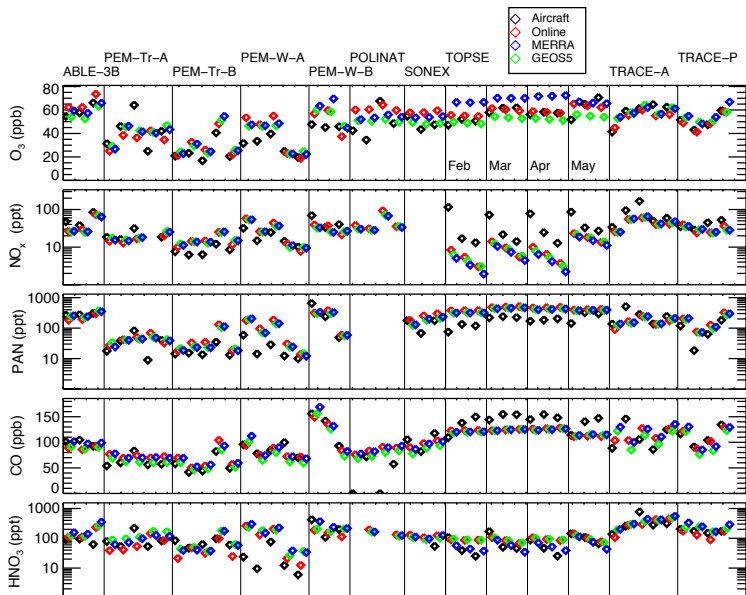 Aircraft
Online
MERRA
GEOS5
PEM-Tr-A PEM-W-A POLINAT TOPSE TRACE-P
ABLE-3B PEM-Tr-B PEM-W-B SONEX TRACE-A
80
60
40
20
0
O3 (ppb)
Feb Mar Apr May
100
10
NOx (ppt)
1000
100
10
PAN (ppt)
150
100
50
0
CO (ppb)
1000
100
10
HNO3 (ppt)